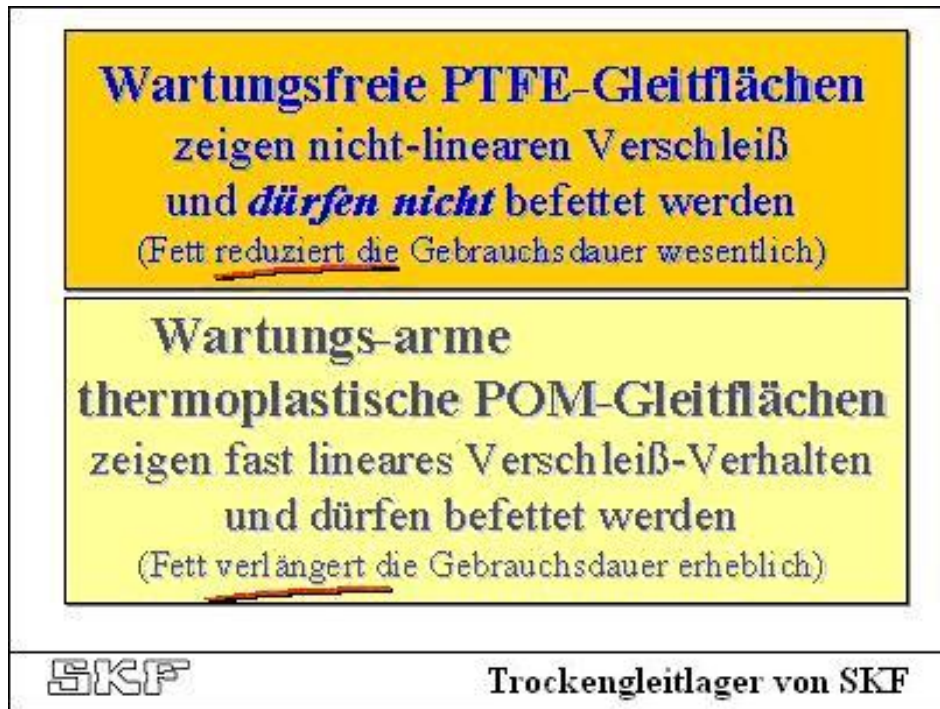 Wartungsfreie PTFE-Gleitflächen
zeigen nicht-linearen Verschleiß
und dürfen nicht befettet werden
(Fett reduziert die Gebrauchsdauer wesentlich)
Wartungs-arme
thermoplastische POM-Gleitflächen
zeigen fast lineares Verschleiß-Verhalten
und dürfen befettet werden
(Fett verlängert die Gebrauchsdauer erheblich)
SKF
Trockengleitlager von SKF